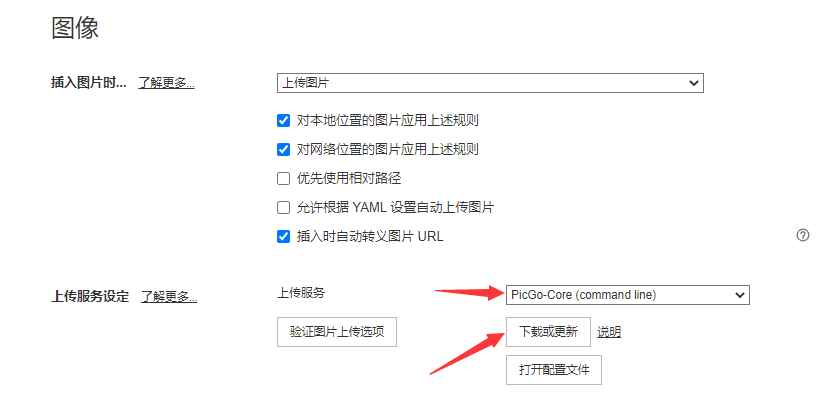 图像
插入图片时... 了解更多... 上传图片
对本地位置的图片应用上述规则
对网络位置的图片应用上述规则
优先使用相对路径
允许根据 YAML 设置自动上传图片
插入时自动转义图片 URL
上传服务设定 了解更多... 上传服务 PicGo-Core (command line)
验证图片上传选项 下载或更新 说明
打开配置文件